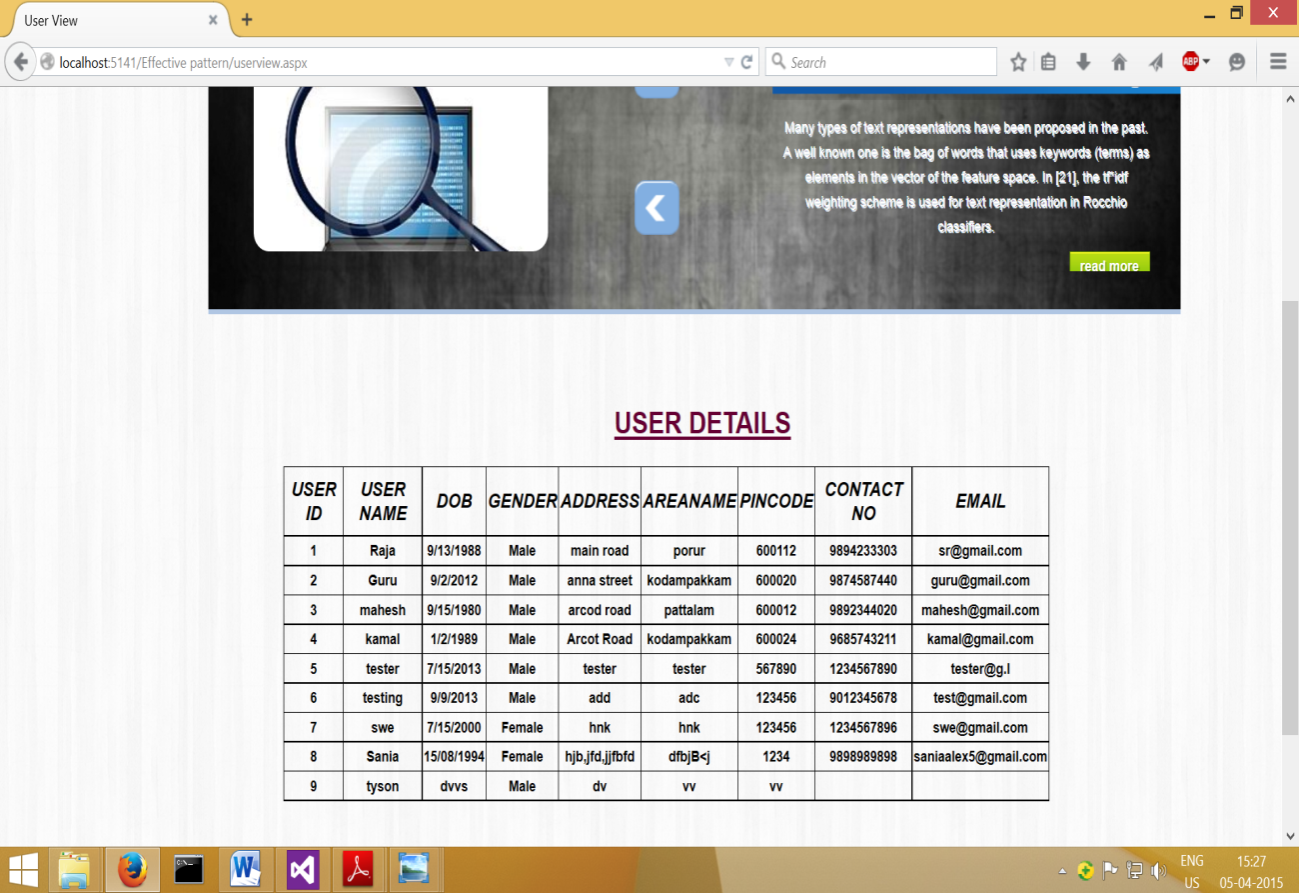 User View
localhost:5141/Effective pattern/userview.aspx
Search
ABP
Many types of text representations have been proposed in the past.
A well known one is the bag of words that uses keywords (terms) as
elements in the vector of the feature space. In [21], the tf*idf
weighting scheme is used for text representation in Rocchio
classifiers.
read more
USER DETAILS
USER ID USER NAME DOB GENDER ADDRESS AREANAME PINCODE CONTACT NO EMAIL
1 Raja 9/13/1988 Male main road porur 600112 9894233303 sr@gmail.com
2 Guru 9/2/2012 Male anna street kodampakkam 600020 9874587440 guru@gmail.com
3 mahesh 9/15/1980 Male arcod road pattalam 600012 9892344020 mahesh@gmail.com
4 kamal 1/2/1989 Male Arcot Road kodampakkam 600024 9685743211 kamal@gmail.com
5 tester 7/15/2013 Male tester tester 567890 1234567890 tester@g.l
6 testing 9/9/2013 Male add adc 123456 9012345678 test@gmail.com
7 swe 7/15/2000 Female hnk hnk 123456 1234567896 swe@gmail.com
8 Sania 15/08/1994 Female hjb,jfd,jjfbfd dfbjB<j 1234 9898989898 saniaalex5@gmail.com
9 tyson dvvs Male dv vv vv
ENG 15:27
US 05-04-2015